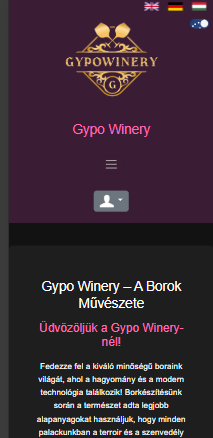 GYPOWINERY
G
Gypo Winery
Gypo Winery – A Borok
Művészete
Üdvözöljük a Gypo Winery-
nél!
Fedezze fel a kiváló minőségű boraink
világát, ahol a hagyomány és a modern
technológia találkozik! Borkészítésünk
során a természet adta legjobb
alapanyagokat használjuk, hogy minden
palackunkban a terroir és a szenvedély